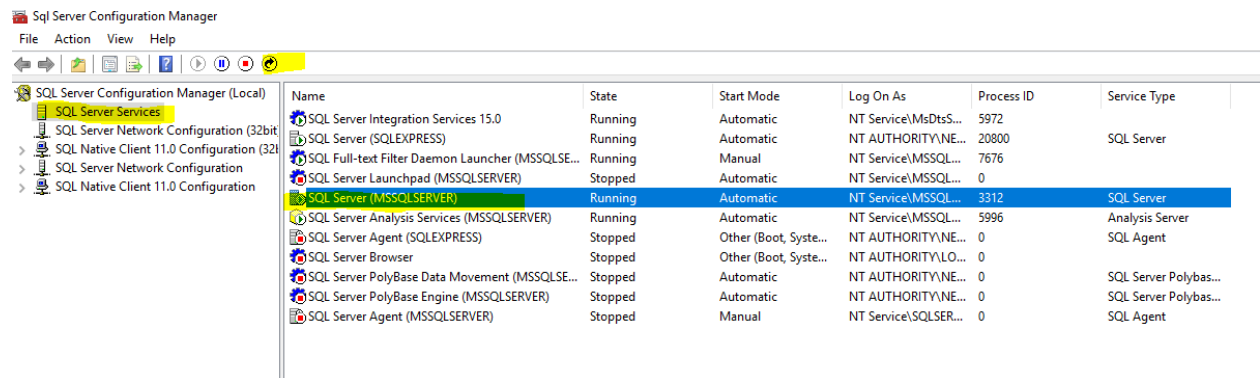 Sql Server Configuration Manager
File Action View Help
SQL Server Configuration Manager (Local)
SQL Server Services
SQL Server Network Configuration (32bit
SQL Native Client 11.0 Configuration (32l
SQL Server Network Configuration
SQL Native Client 11.0 Configuration
Name State Start Mode Log On As Process ID Service Type
SQL Server Integration Services 15.0 Running Automatic NT Service\MsDtsS... 5972
SQL Server (SQLEXPRESS) Running Automatic NT AUTHORITY\NE... 20800 SQL Server
SQL Full-text Filter Daemon Launcher (MSSQLSE... Running Manual NT Service\MSSQL... 7676
SQL Server Launchpad (MSSQLSERVER) Stopped Automatic NT Service\MSSQL... 0
SQL Server (MSSQLSERVER) Running Automatic NT Service\MSSQL... 3312 SQL Server
SQL Server Analysis Services (MSSQLSERVER) Running Automatic NT Service\MSSQL... 5996 Analysis Server
SQL Server Agent (SQLEXPRESS) Stopped Other (Boot, Syste... NT AUTHORITY\NE... 0 SQL Agent
SQL Server Browser Stopped Other (Boot, Syste... NT AUTHORITY\LO... 0
SQL Server PolyBase Data Movement (MSSQLSE... Stopped Automatic NT AUTHORITY\NE... 0 SQL Server Polybas...
SQL Server PolyBase Engine (MSSQLSERVER) Stopped Automatic NT AUTHORITY\NE... 0 SQL Server Polybas...
SQL Server Agent (MSSQLSERVER) Stopped Manual NT Service\SQLSER... 0 SQL Agent